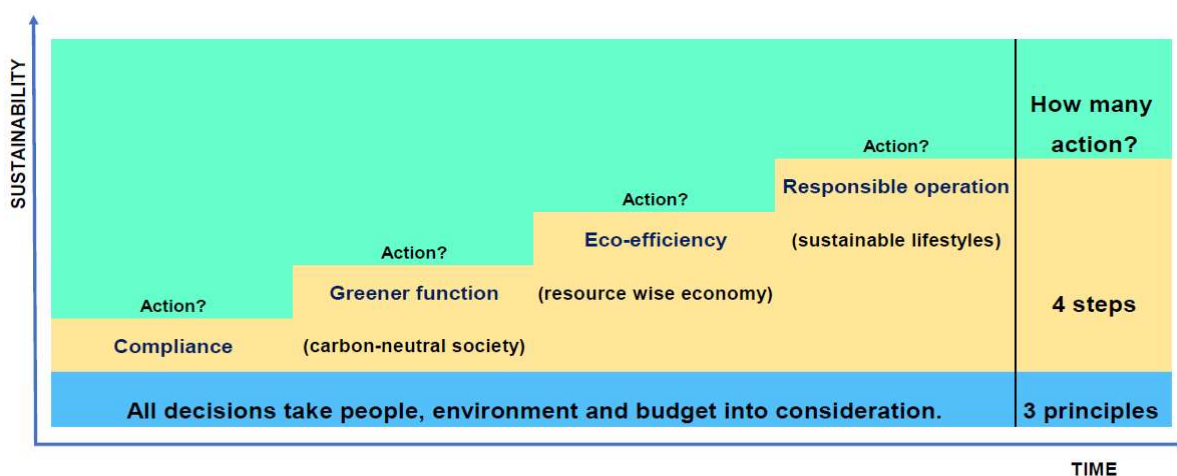 SUSTAINABILITY
How many
action?
Action?
Responsible operation
(sustainable lifestyles)
Action?
Eco-efficiency
(resource wise economy)
Action?
Greener function
(carbon-neutral society)
Action?
Compliance
4 steps
All decisions take people, environment and budget into consideration.
3 principles
TIME